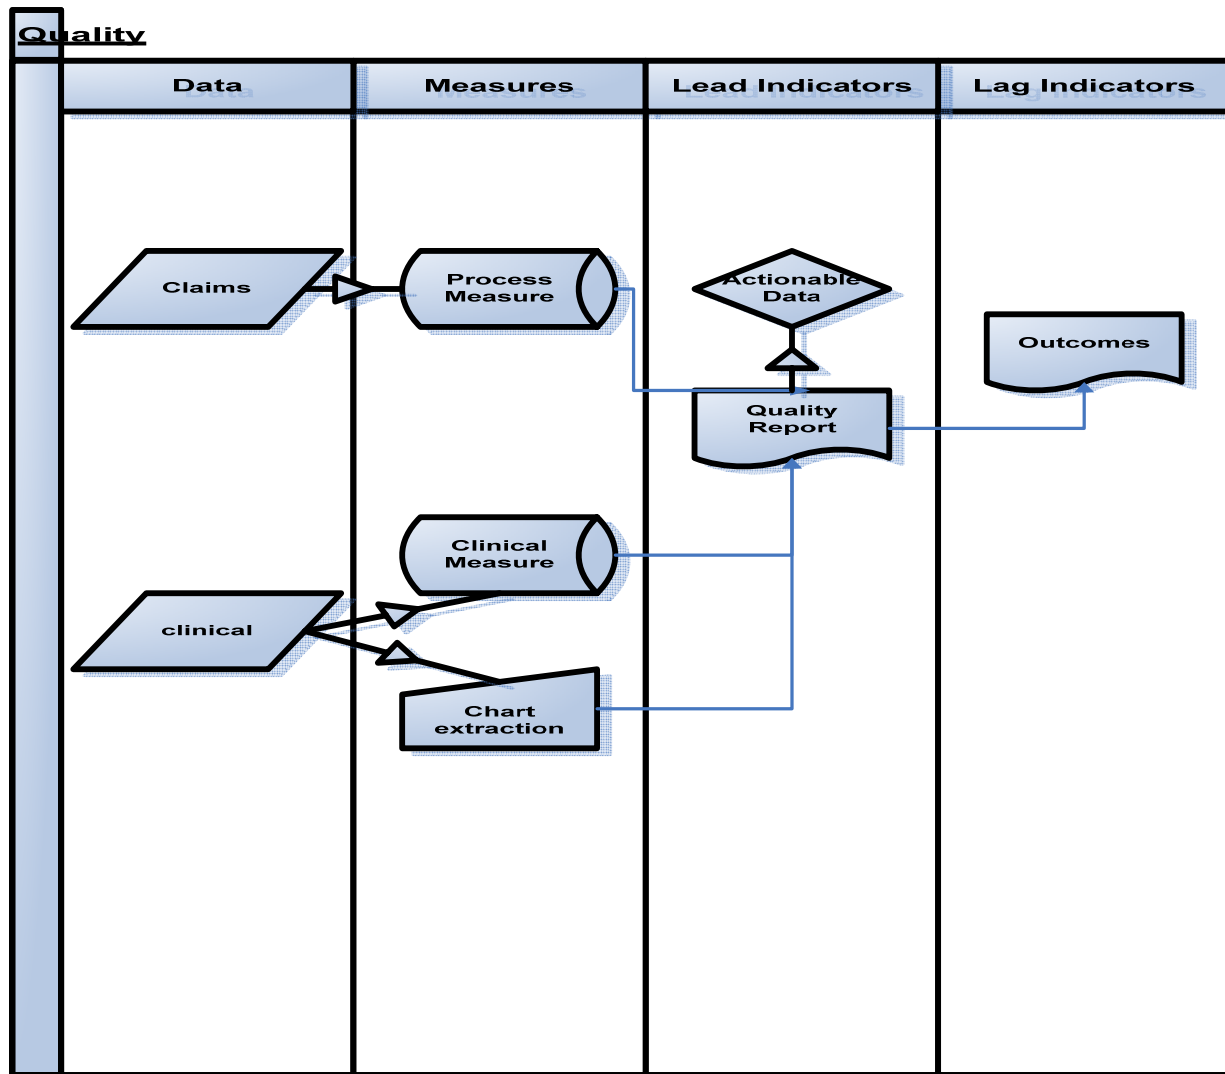 Quality
Data
Measures
Lead Indicators
Lag Indicators
Claims
Process
Measure
Actionable
Data
Outcomes
Quality
Report
Clinical
Measure
clinical
Chart
extraction